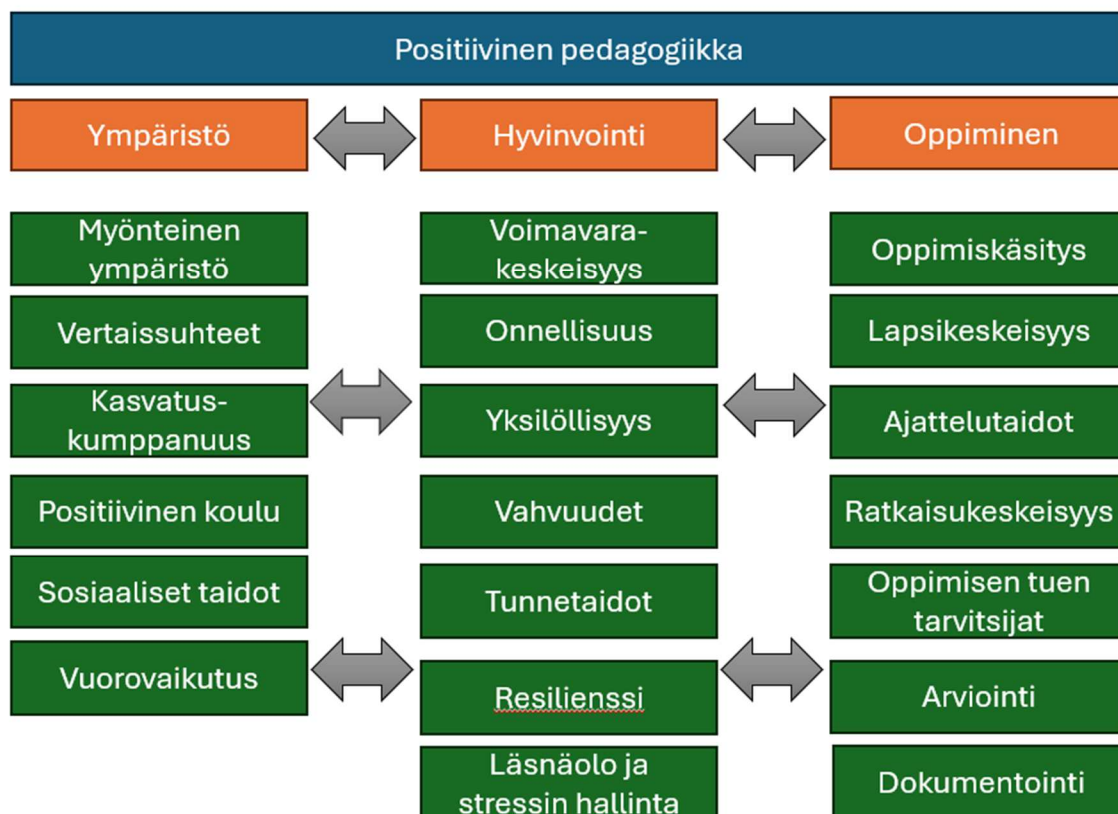 Positiivinen pedagogiikka
Ympäristö
Hyvinvointi
Oppiminen
Myönteinen
ympäristö
Voimavara-
keskeisyys
Oppimiskäsitys
Vertaissuhteet
Onnellisuus
Lapsikeskeisyys
Kasvatus-
kumppanuus
Yksilöllisyys
Ajattelutaidot
Positiivinen koulu
Vahvuudet
Ratkaisukeskeisyys
Sosiaaliset taidot
Tunnetaidot
Oppimisen tuen
tarvitsijat
Vuorovaikutus
Resilienssi
Arviointi
Läsnäolo ja
stressin hallinta
Dokumentointi